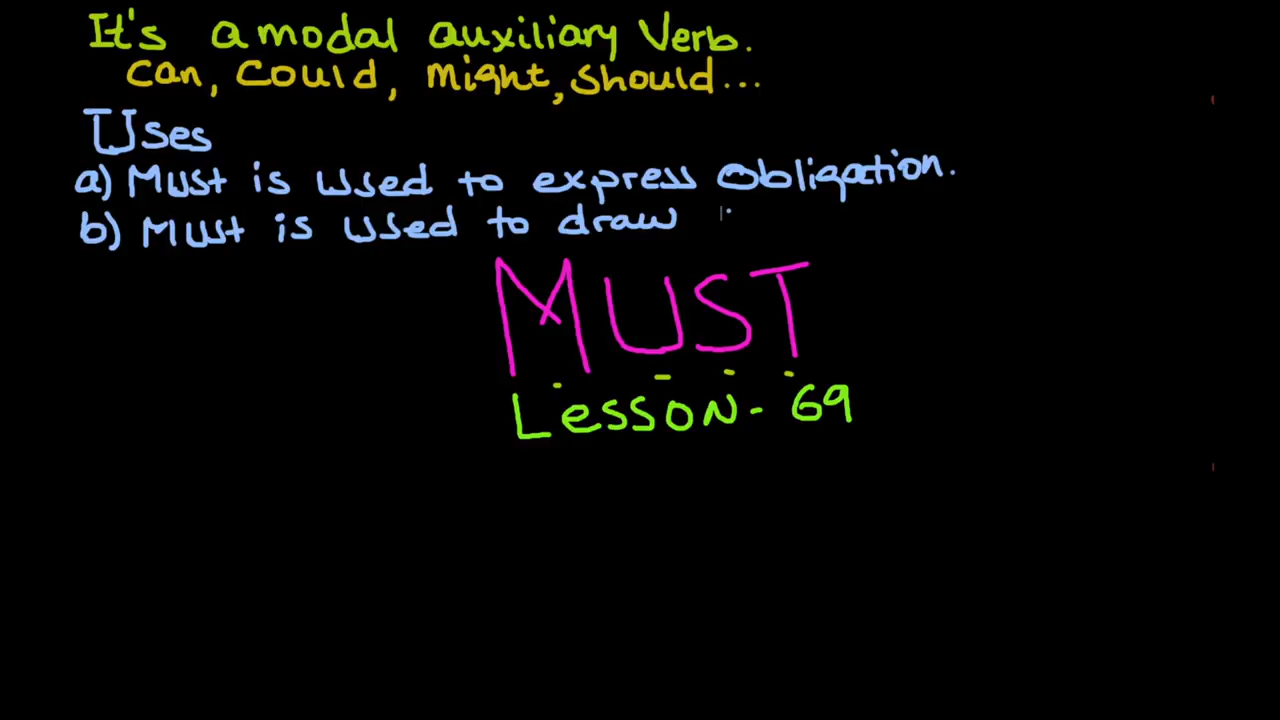 It's a modal auxiliary Verb.
Can, Could, Might, Should...
Uses
a) Must is used to express Obligation.
b) Must is used to draw
MUST
Lesson - 69